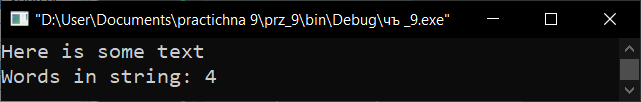 "D:\User\Documents\practichna 9\prz_9\bin\Debug\чъ _9.exe"
Here is some text
Words in string: 4